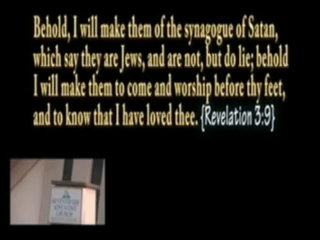 Behold, I will make them of the synagogue of Satan,
which say they are Jews, and are not, but do lie; behold
I will make them to come and worship before thy feet,
and to know that I have loved thee. {Revelation 3:9}